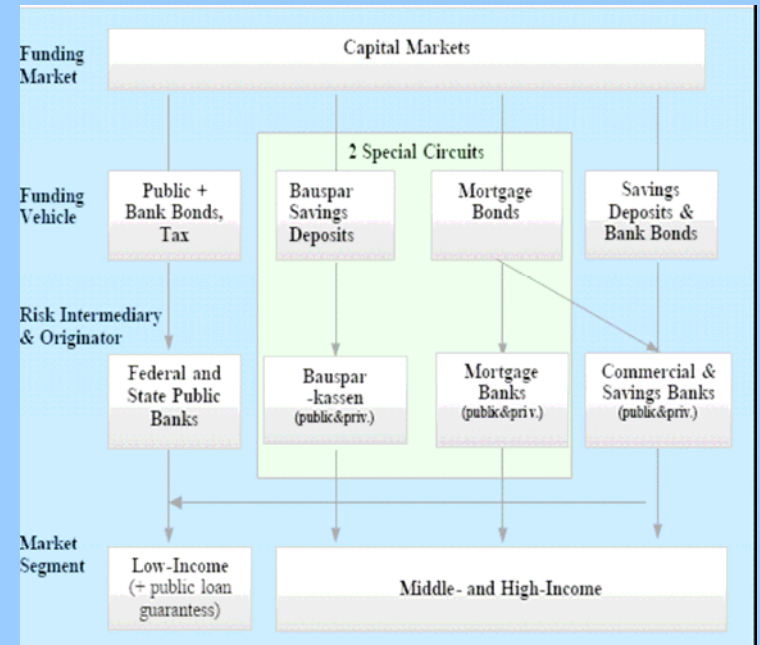 Funding
Market
Capital Markets
2 Special Circuits
Funding
Vehicle
Public +
Bank Bonds,
Tax
Bauspar
Savings
Deposits
Mortgage
Bonds
Savings
Deposits &
Bank Bonds
Risk Intermediary
& Originator
Federal and
State Public
Banks
Bauspar
-kassen
(public&priv.)
Mortgage
Banks
(public&priv.)
Commercial &
Savings Banks
(public&priv.)
Market
Segment
Low-Income
(+ public loan
guarantess)
Middle- and High-Income